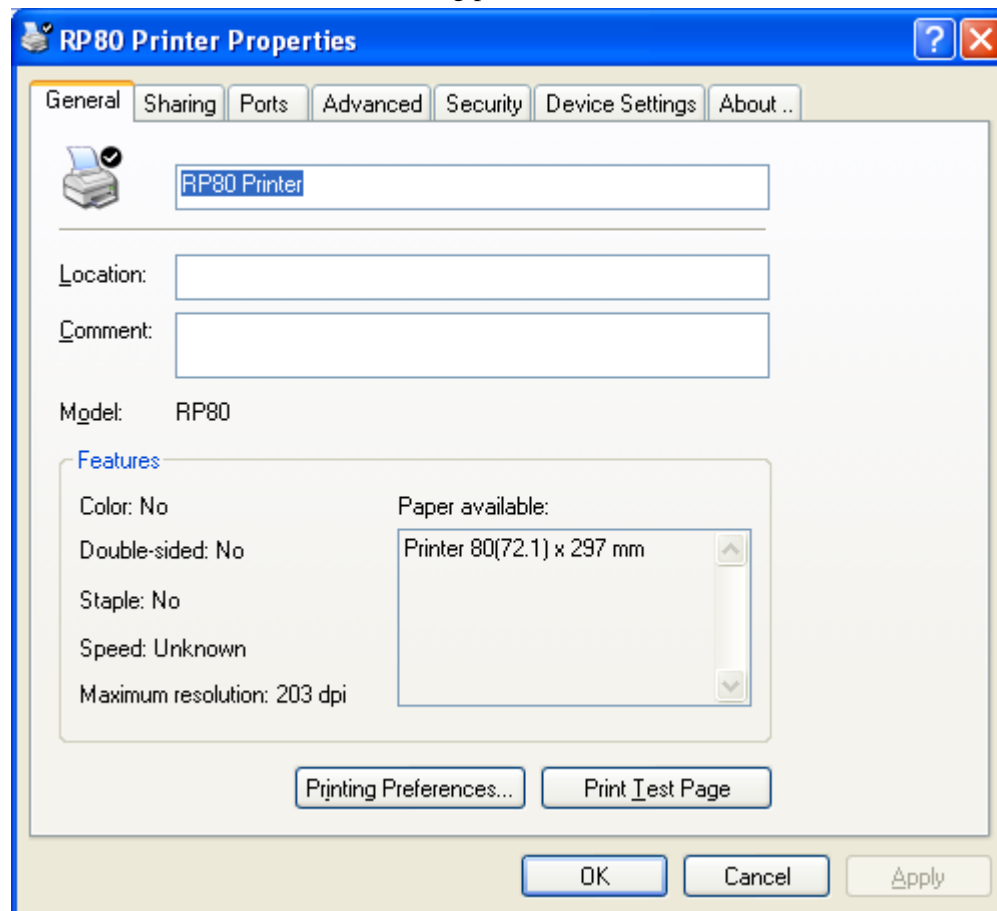 RP80 Printer Properties
General Sharing Ports Advanced Security Device Settings About ..
RP80 Printer
Location:
Comment:
Model: RP80
Features
Color: No
Double-sided: No
Staple: No
Speed: Unknown
Maximum resolution: 203 dpi
Paper available:
Printer 80(72.1) x 297 mm
Printing Preferences... Print Test Page
OK Cancel Apply